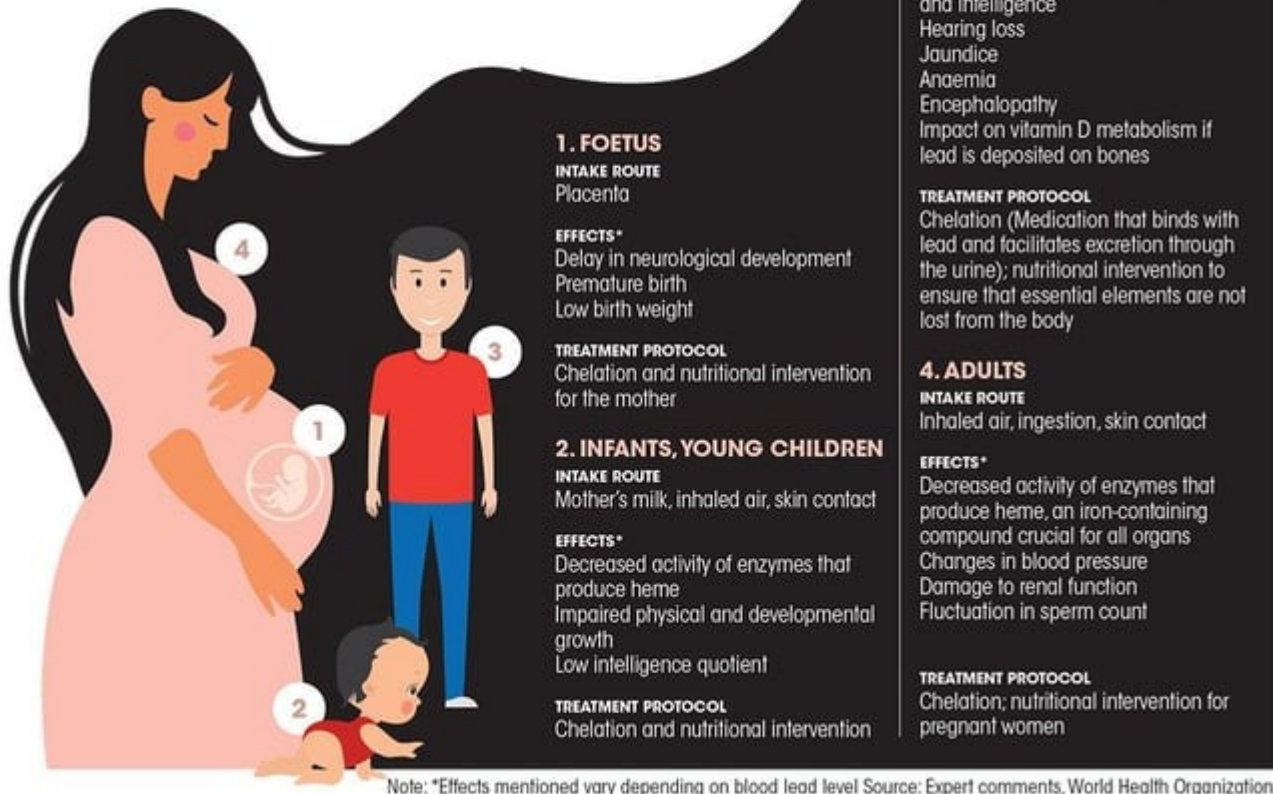 4
1
3
2
1. FOETUS
INTAKE ROUTE
Placenta
EFFECTS*
Delay in neurological development
Premature birth
Low birth weight
TREATMENT PROTOCOL
Chelation and nutritional intervention
for the mother
2. INFANTS, YOUNG CHILDREN
INTAKE ROUTE
Mother's milk, inhaled air, skin contact
EFFECTS*
Decreased activity of enzymes that
produce heme
Impaired physical and developmental
growth
Low intelligence quotient
TREATMENT PROTOCOL
Chelation and nutritional intervention
and intelligence
Hearing loss
Jaundice
Anaemia
Encephalopathy
Impact on vitamin D metabolism if
lead is deposited on bones
TREATMENT PROTOCOL
Chelation (Medication that binds with
lead and facilitates excretion through
the urine); nutritional intervention to
ensure that essential elements are not
lost from the body
4. ADULTS
INTAKE ROUTE
Inhaled air, ingestion, skin contact
EFFECTS*
Decreased activity of enzymes that
produce heme, an iron-containing
compound crucial for all organs
Changes in blood pressure
Damage to renal function
Fluctuation in sperm count
TREATMENT PROTOCOL
Chelation; nutritional intervention for
pregnant women
Note: *Effects mentioned vary depending on blood lead level Source: Expert comments, World Health Organization